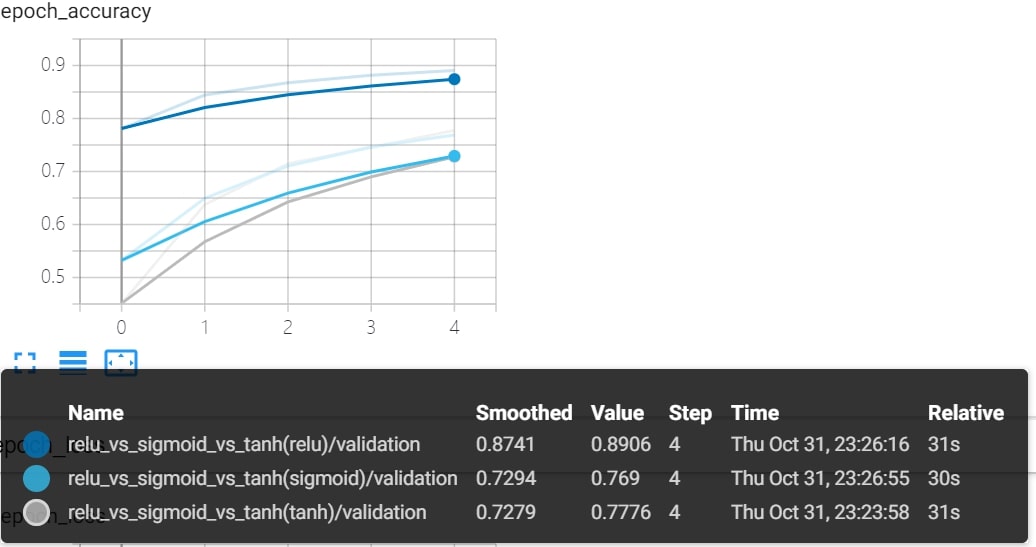 epoch_accuracy
0.9
0.8
0.7
0.6
0.5
0 1 2 3 4
Name Smoothed Value Step Time Relative
relu_vs_sigmoid_vs_tanh(relu)/validation 0.8741 0.8906 4 Thu Oct 31, 23:26:16 31s
relu_vs_sigmoid_vs_tanh(sigmoid)/validation 0.7294 0.769 4 Thu Oct 31, 23:26:55 30s
relu_vs_sigmoid_vs_tanh(tanh)/validation 0.7279 0.7776 4 Thu Oct 31, 23:23:58 31s